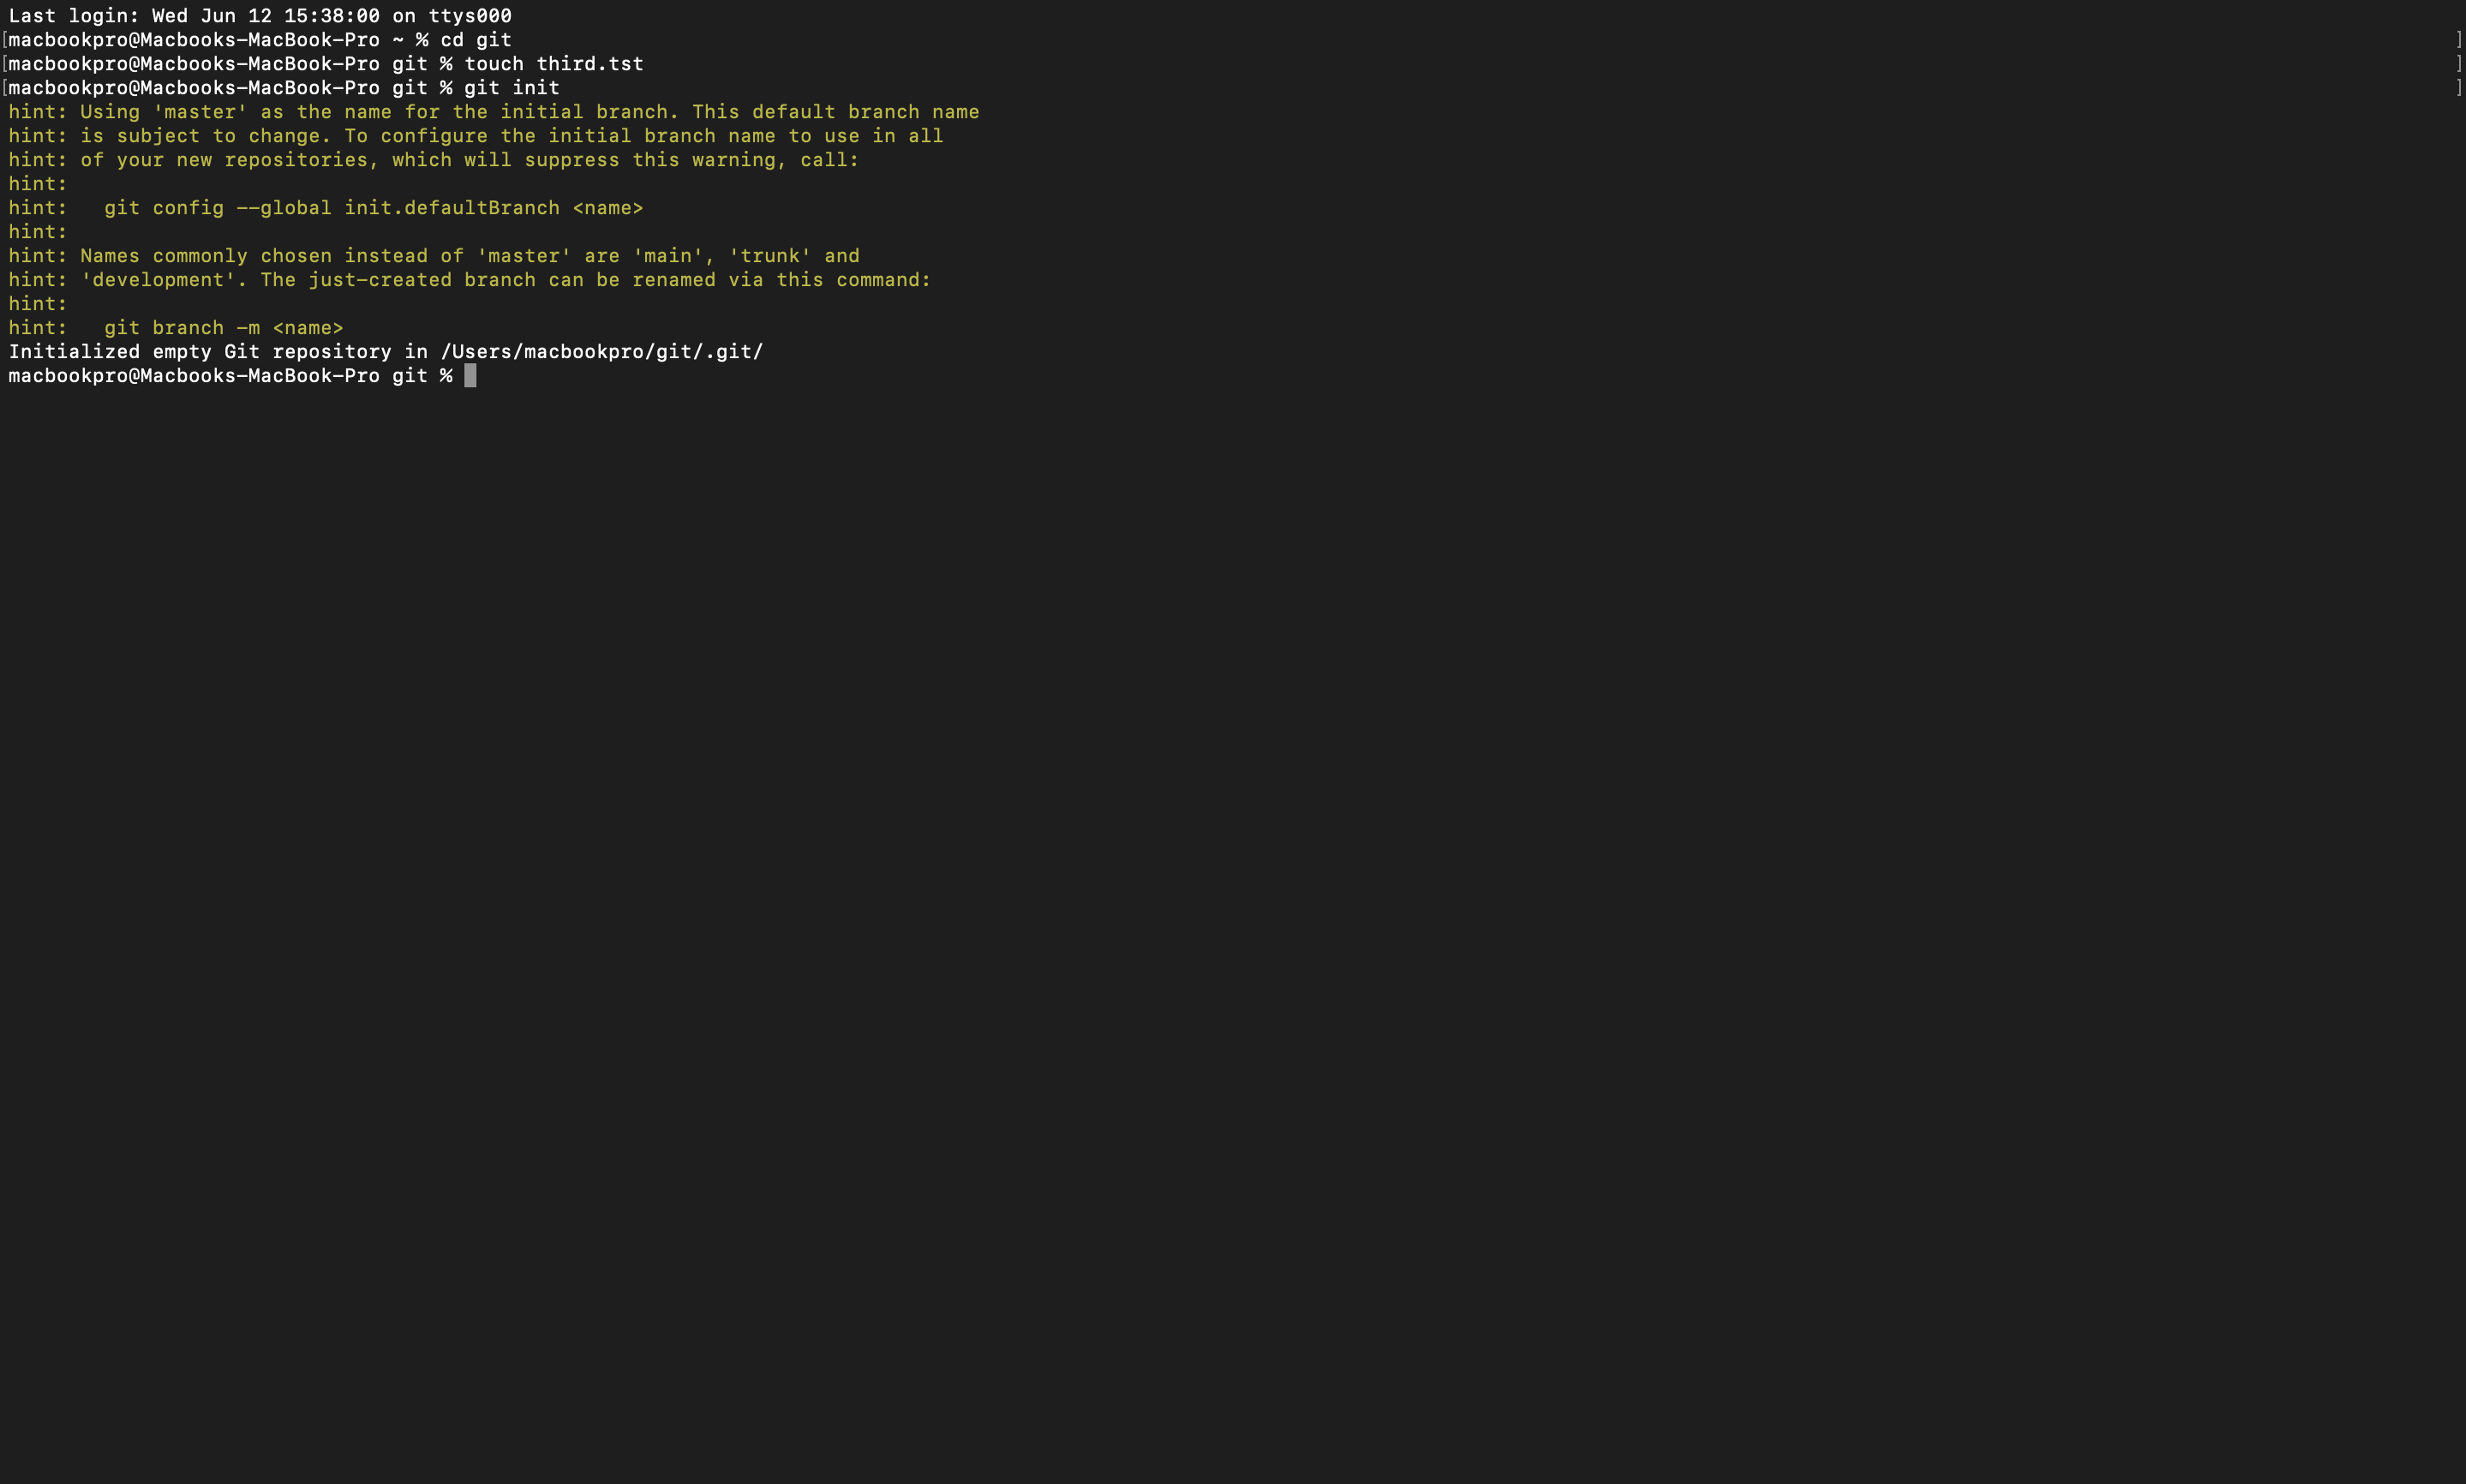 Last login: Wed Jun 12 15:38:00 on ttys000
[macbookpro@Macbooks-MacBook-Pro ~ % cd git ]
[macbookpro@Macbooks-MacBook-Pro git % touch third.tst ]
[macbookpro@Macbooks-MacBook-Pro git % git init ]
hint: Using 'master' as the name for the initial branch. This default branch name
hint: is subject to change. To configure the initial branch name to use in all
hint: of your new repositories, which will suppress this warning, call:
hint:
hint:   git config --global init.defaultBranch <name>
hint:
hint: Names commonly chosen instead of 'master' are 'main', 'trunk' and
hint: 'development'. The just-created branch can be renamed via this command:
hint:
hint:   git branch -m <name>
Initialized empty Git repository in /Users/macbookpro/git/.git/
macbookpro@Macbooks-MacBook-Pro git %